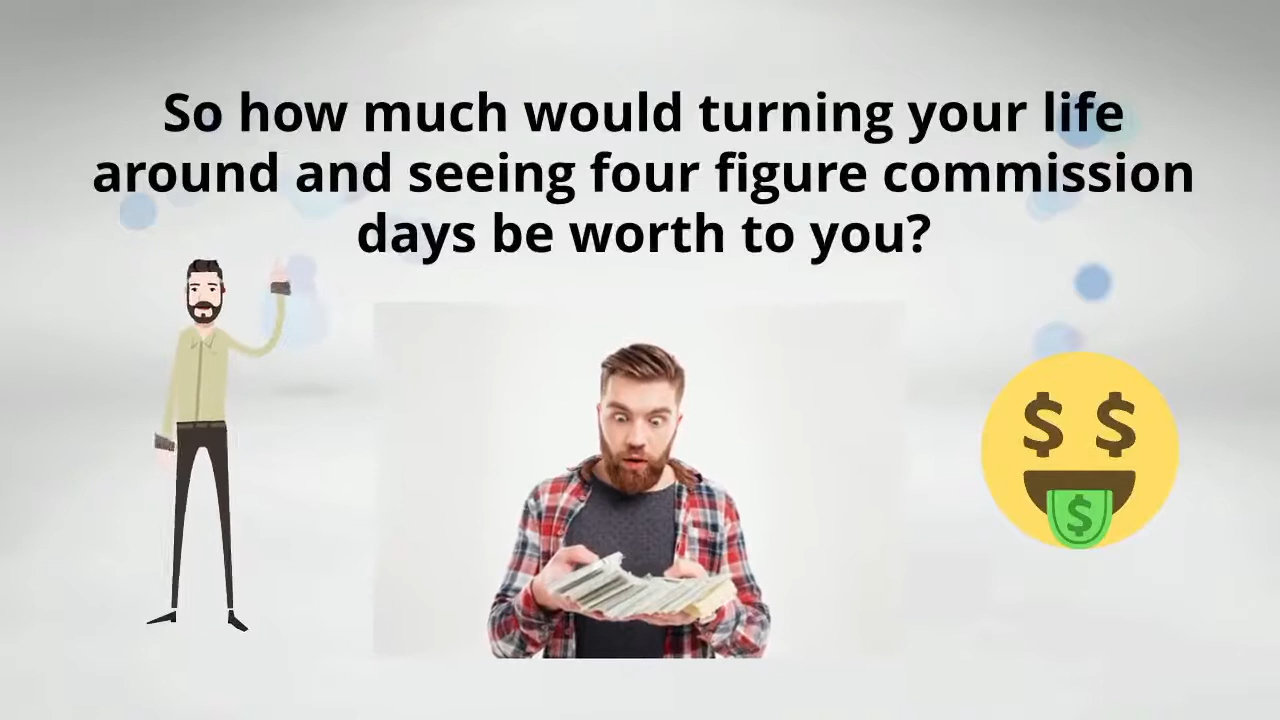 So how much would turning your life
around and seeing four figure commission
days be worth to you?
$ $
$